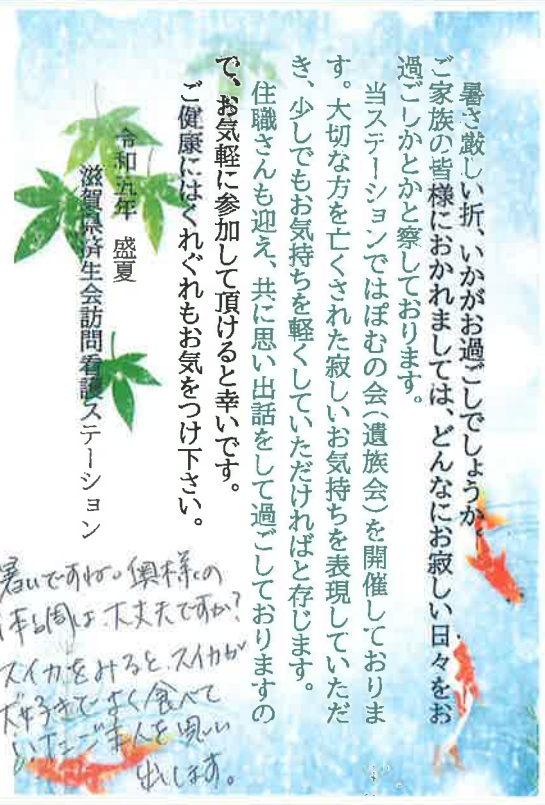 暑さ厳しい折、いかがお過ごしでしょうか。
ご家族の皆様におかれましては、どんなにお寂しい日々をお
過ごしかとかと察しております。
当ステーションではぽむの会（遺族会）を開催しておりま
す。大切な方を亡くされた寂しいお気持ちを表現していただ
き、少しでもお気持ちを軽くしていただければと存じます。
住職さんも迎え、共に思い出話をして過ごしておりますの
で、お気軽に参加して頂けると幸いです。
ご健康にはくれぐれもお気をつけ下さい。
令和五年　盛夏
滋賀県済生会訪問看護ステーション
暑いですね。奥様の
体調は大丈夫ですか?
スイカをみると、スイカが
大好きでよく食べて
いたご主人を思い
出します。